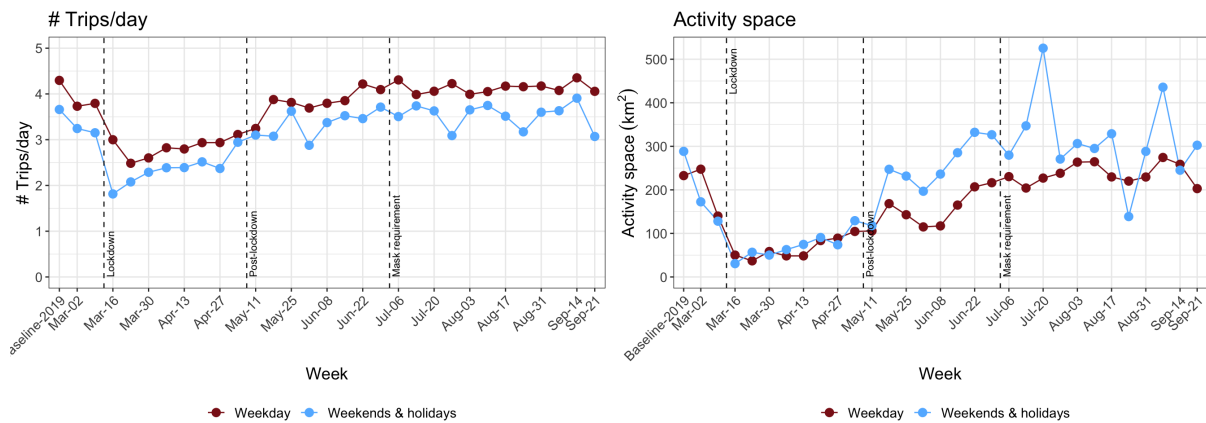 # Trips/day
# Trips/day
5
4
3
2
1
0
Lockdown
Post-lockdown
Mask requirement
Baseline-2019
Mar-02
Mar-16
Mar-30
Apr-13
Apr-27
May-11
May-25
Jun-08
Jun-22
Jul-06
Jul-20
Aug-03
Aug-17
Aug-31
Sep-14
Sep-21
Week
Weekday
Weekends & holidays
Activity space
Activity space (km²)
500
400
300
200
100
0
Lockdown
Post-lockdown
Mask requirement
Baseline-2019
Mar-02
Mar-16
Mar-30
Apr-13
Apr-27
May-11
May-25
Jun-08
Jun-22
Jul-06
Jul-20
Aug-03
Aug-17
Aug-31
Sep-14
Sep-21
Week
Weekday
Weekends & holidays